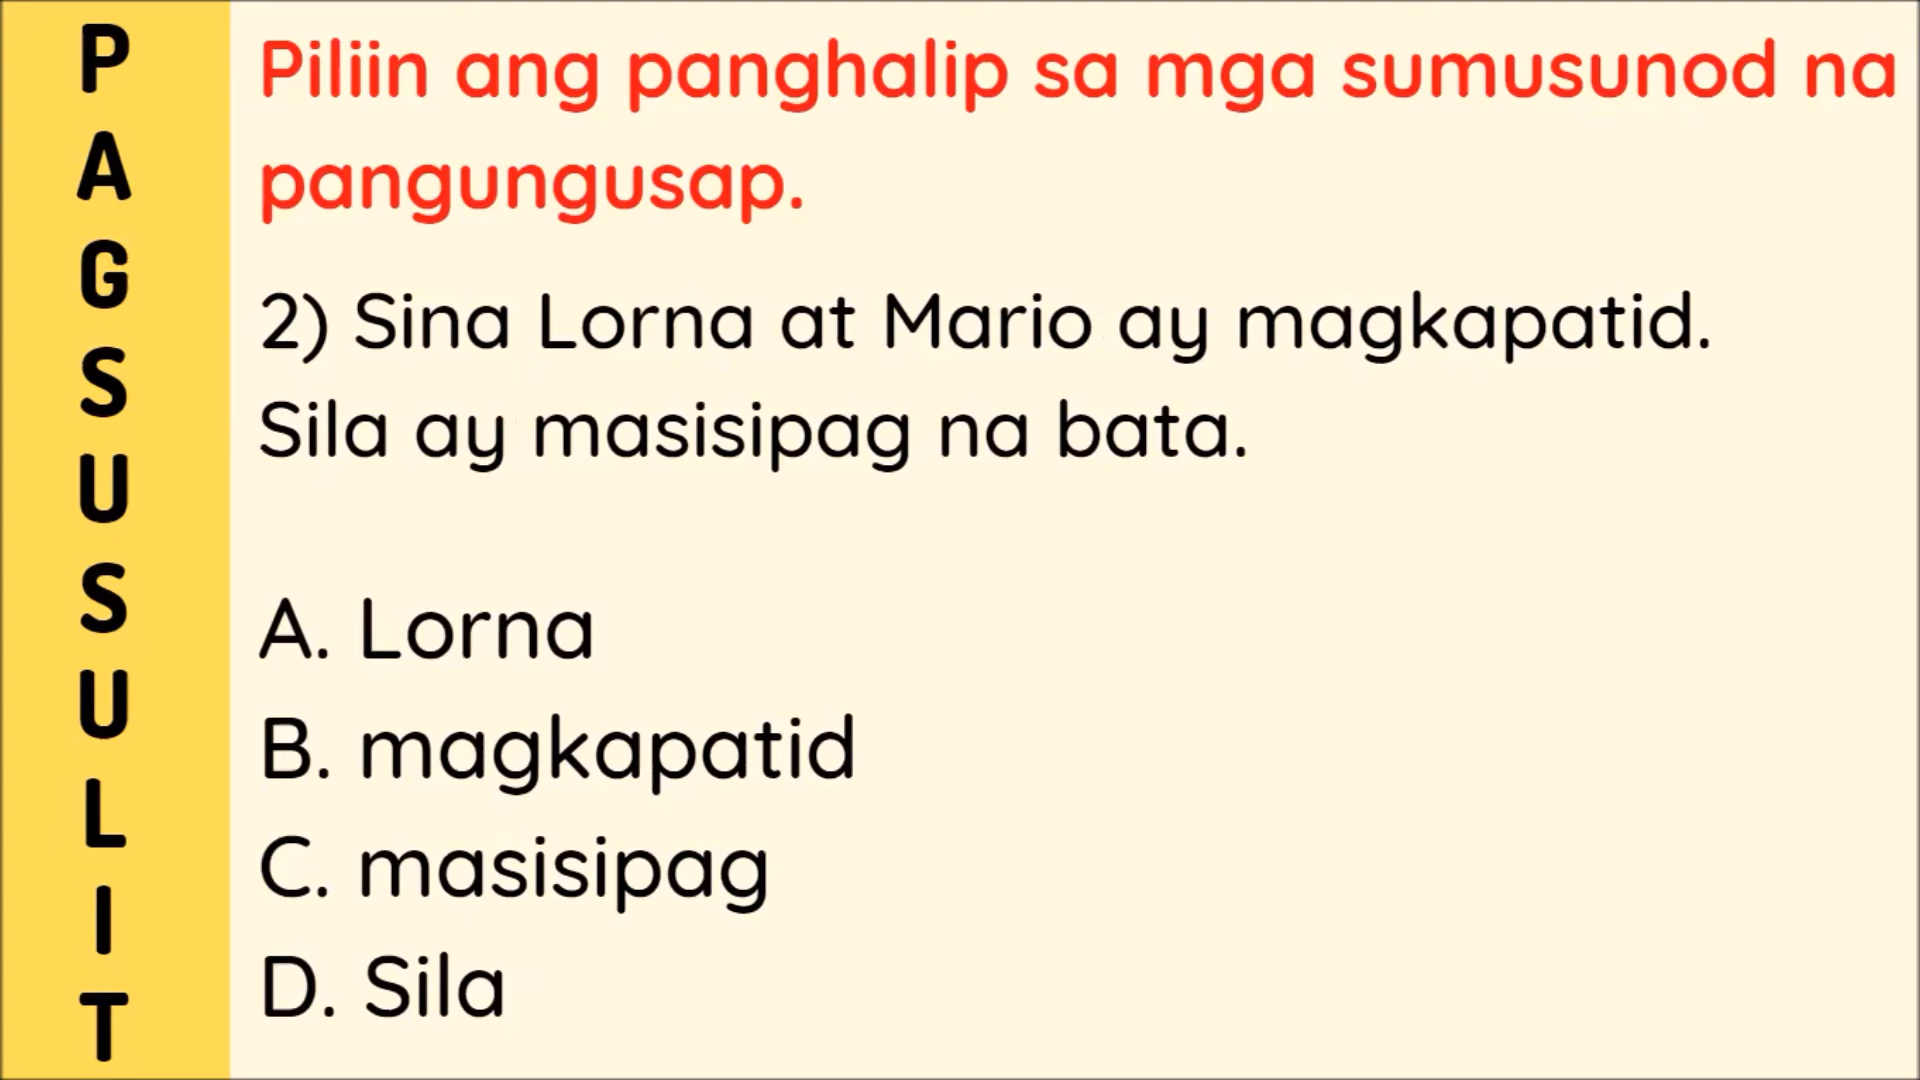 PAGSUSULIT
Piliin ang panghalip sa mga sumusunod na
pangungusap.
2) Sina Lorna at Mario ay magkapatid.
Sila ay masisipag na bata.
A. Lorna
B. magkapatid
C. masisipag
D. Sila